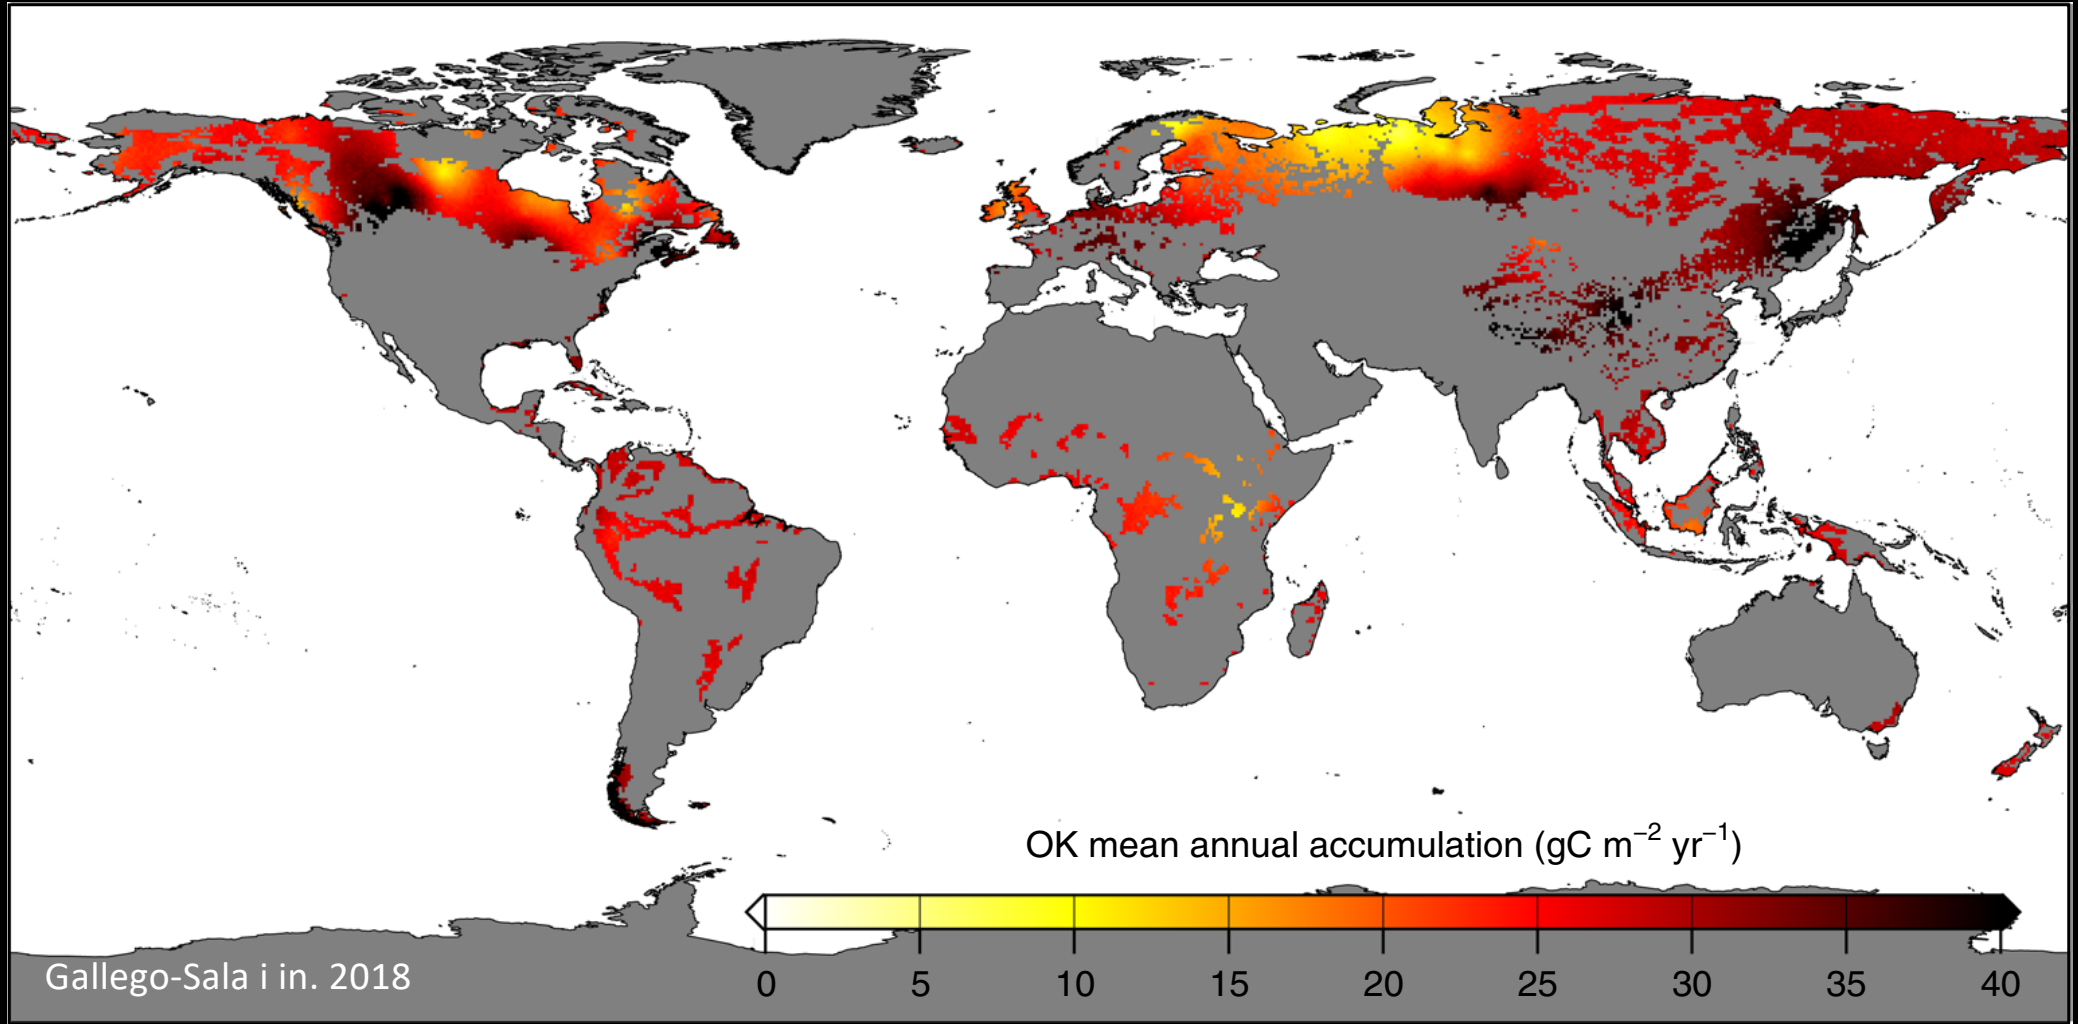 OK mean annual accumulation (gC m⁻² yr⁻¹)
0 5 10 15 20 25 30 35 40
Gallego-Sala i in. 2018